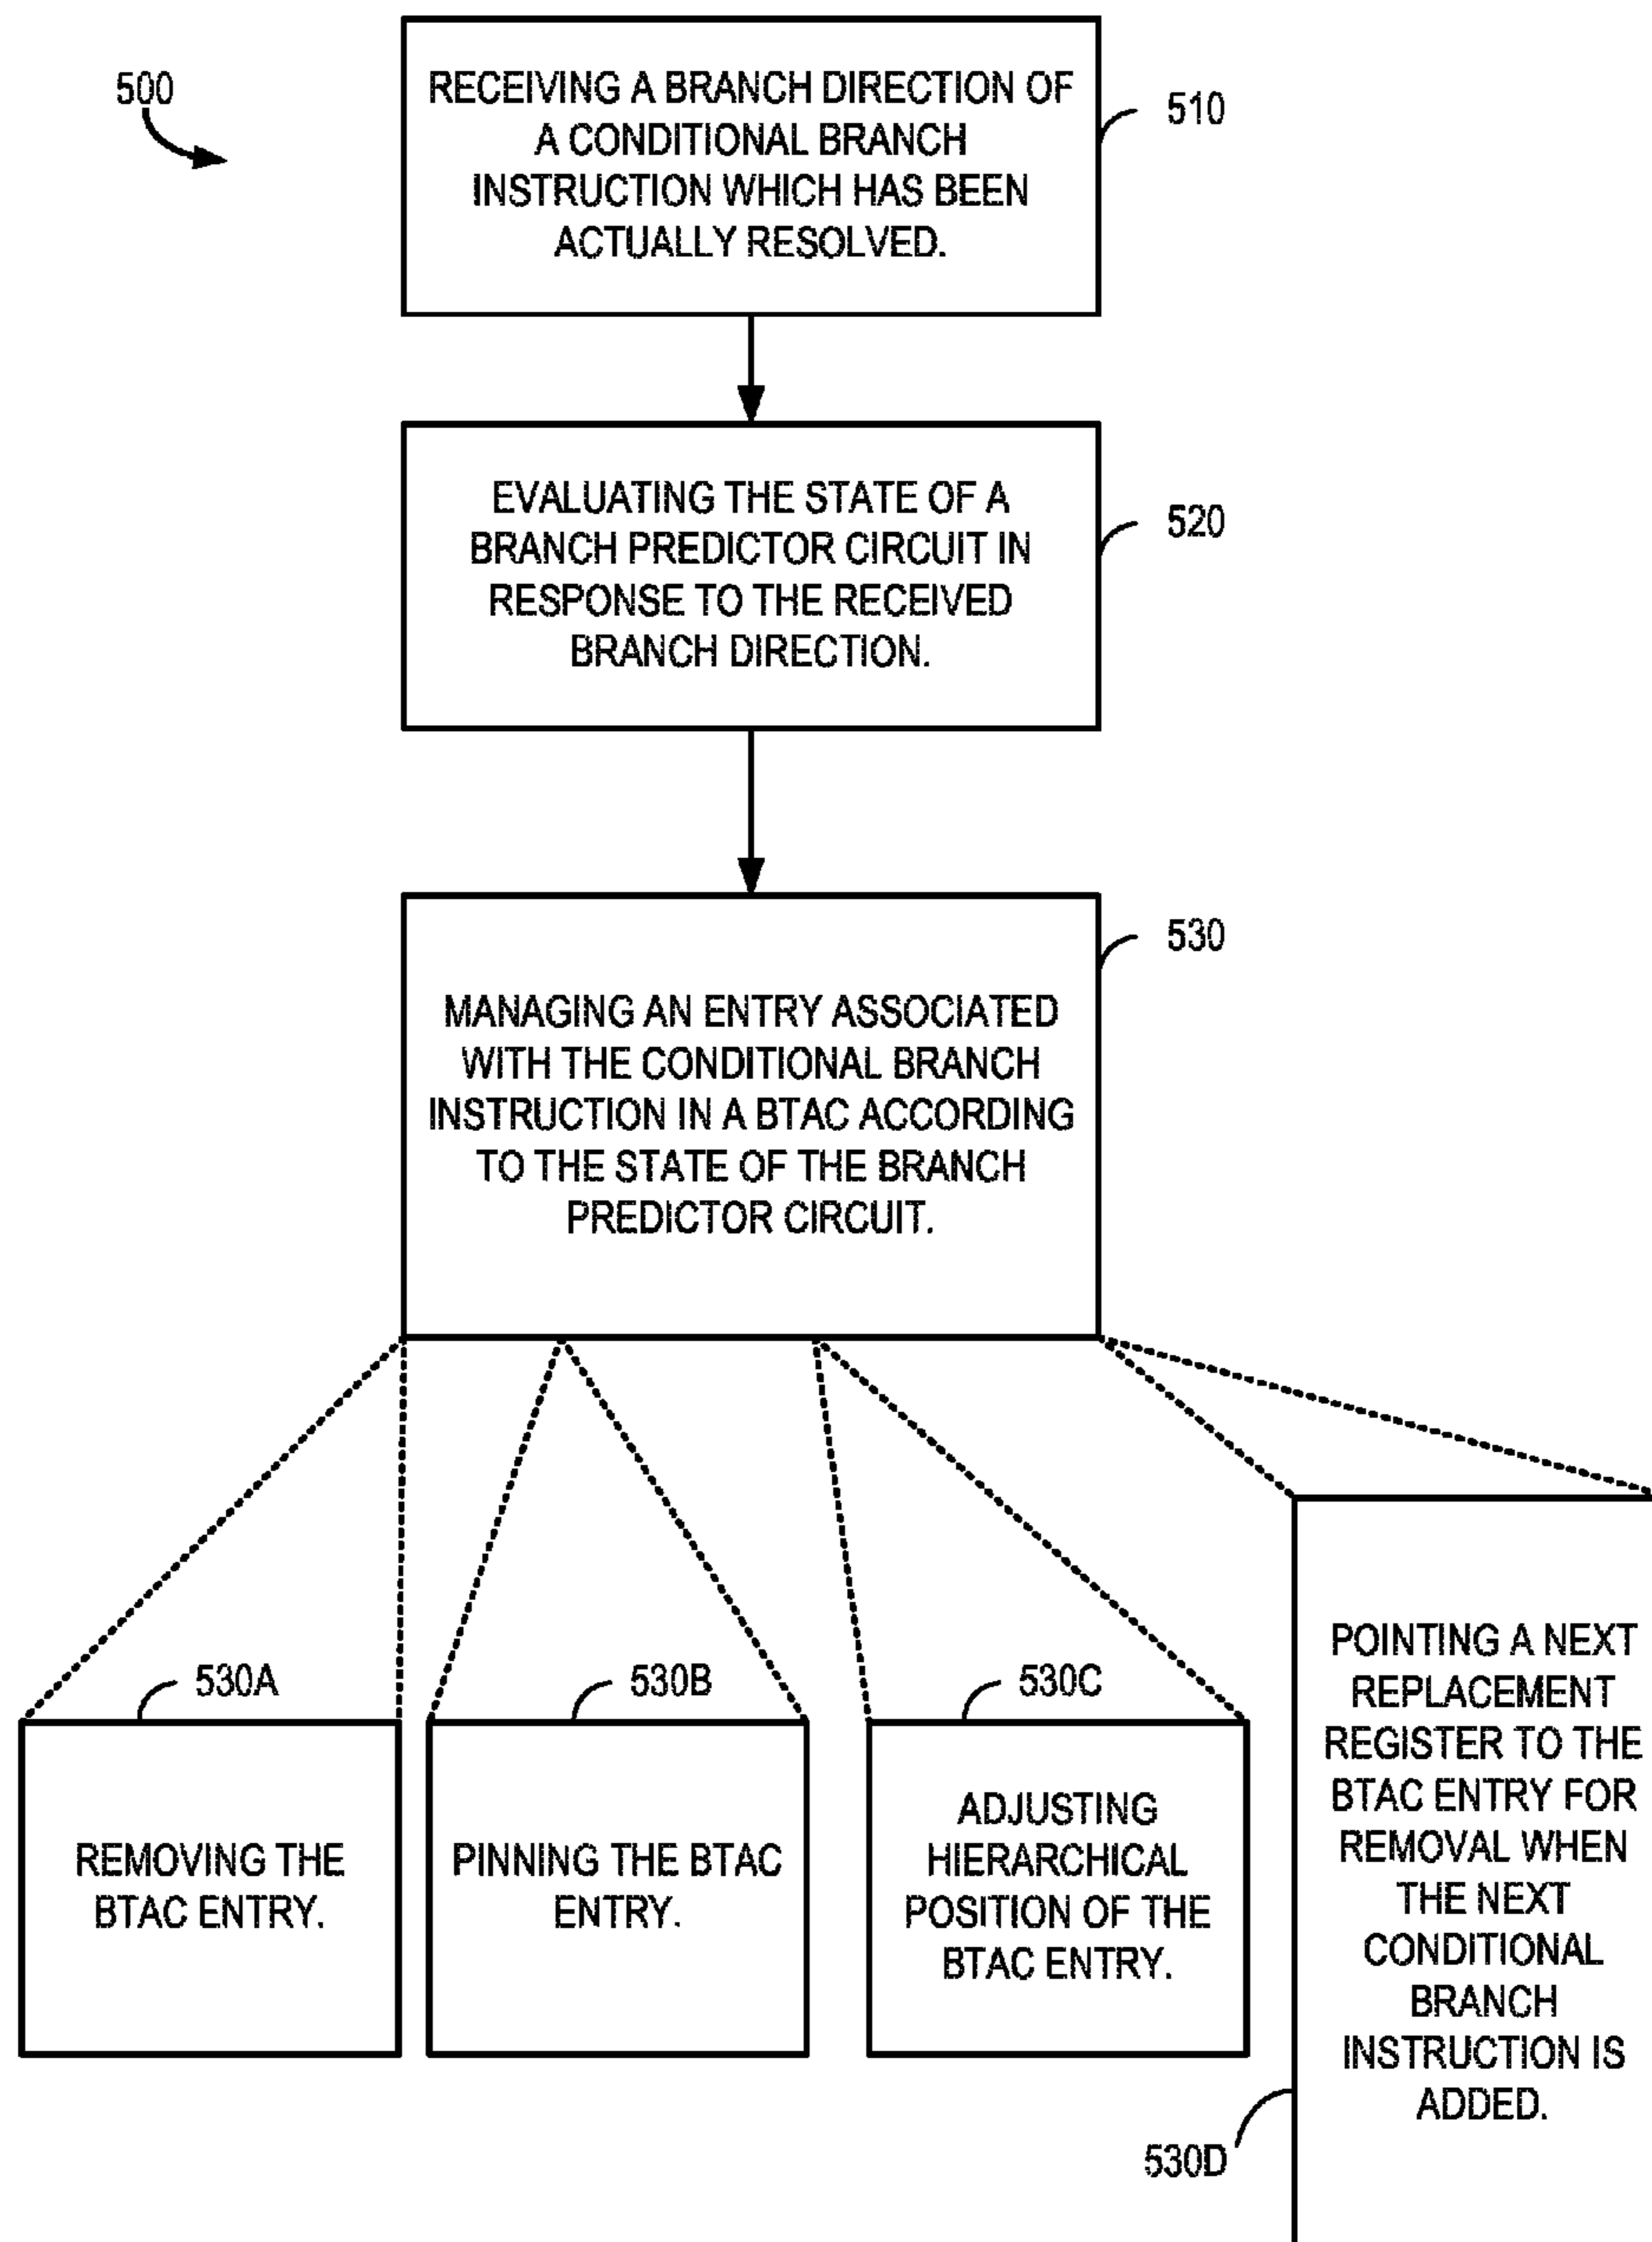 500
RECEIVING A BRANCH DIRECTION OF
A CONDITIONAL BRANCH
INSTRUCTION WHICH HAS BEEN
ACTUALLY RESOLVED.
510
EVALUATING THE STATE OF A
BRANCH PREDICTOR CIRCUIT IN
RESPONSE TO THE RECEIVED
BRANCH DIRECTION.
520
MANAGING AN ENTRY ASSOCIATED
WITH THE CONDITIONAL BRANCH
INSTRUCTION IN A BTAC ACCORDING
TO THE STATE OF THE BRANCH
PREDICTOR CIRCUIT.
530
530A
REMOVING THE
BTAC ENTRY.
530B
PINNING THE BTAC
ENTRY.
530C
ADJUSTING
HIERARCHICAL
POSITION OF THE
BTAC ENTRY.
POINTING A NEXT
REPLACEMENT
REGISTER TO THE
BTAC ENTRY FOR
REMOVAL WHEN
THE NEXT
CONDITIONAL
BRANCH
INSTRUCTION IS
ADDED.
530D